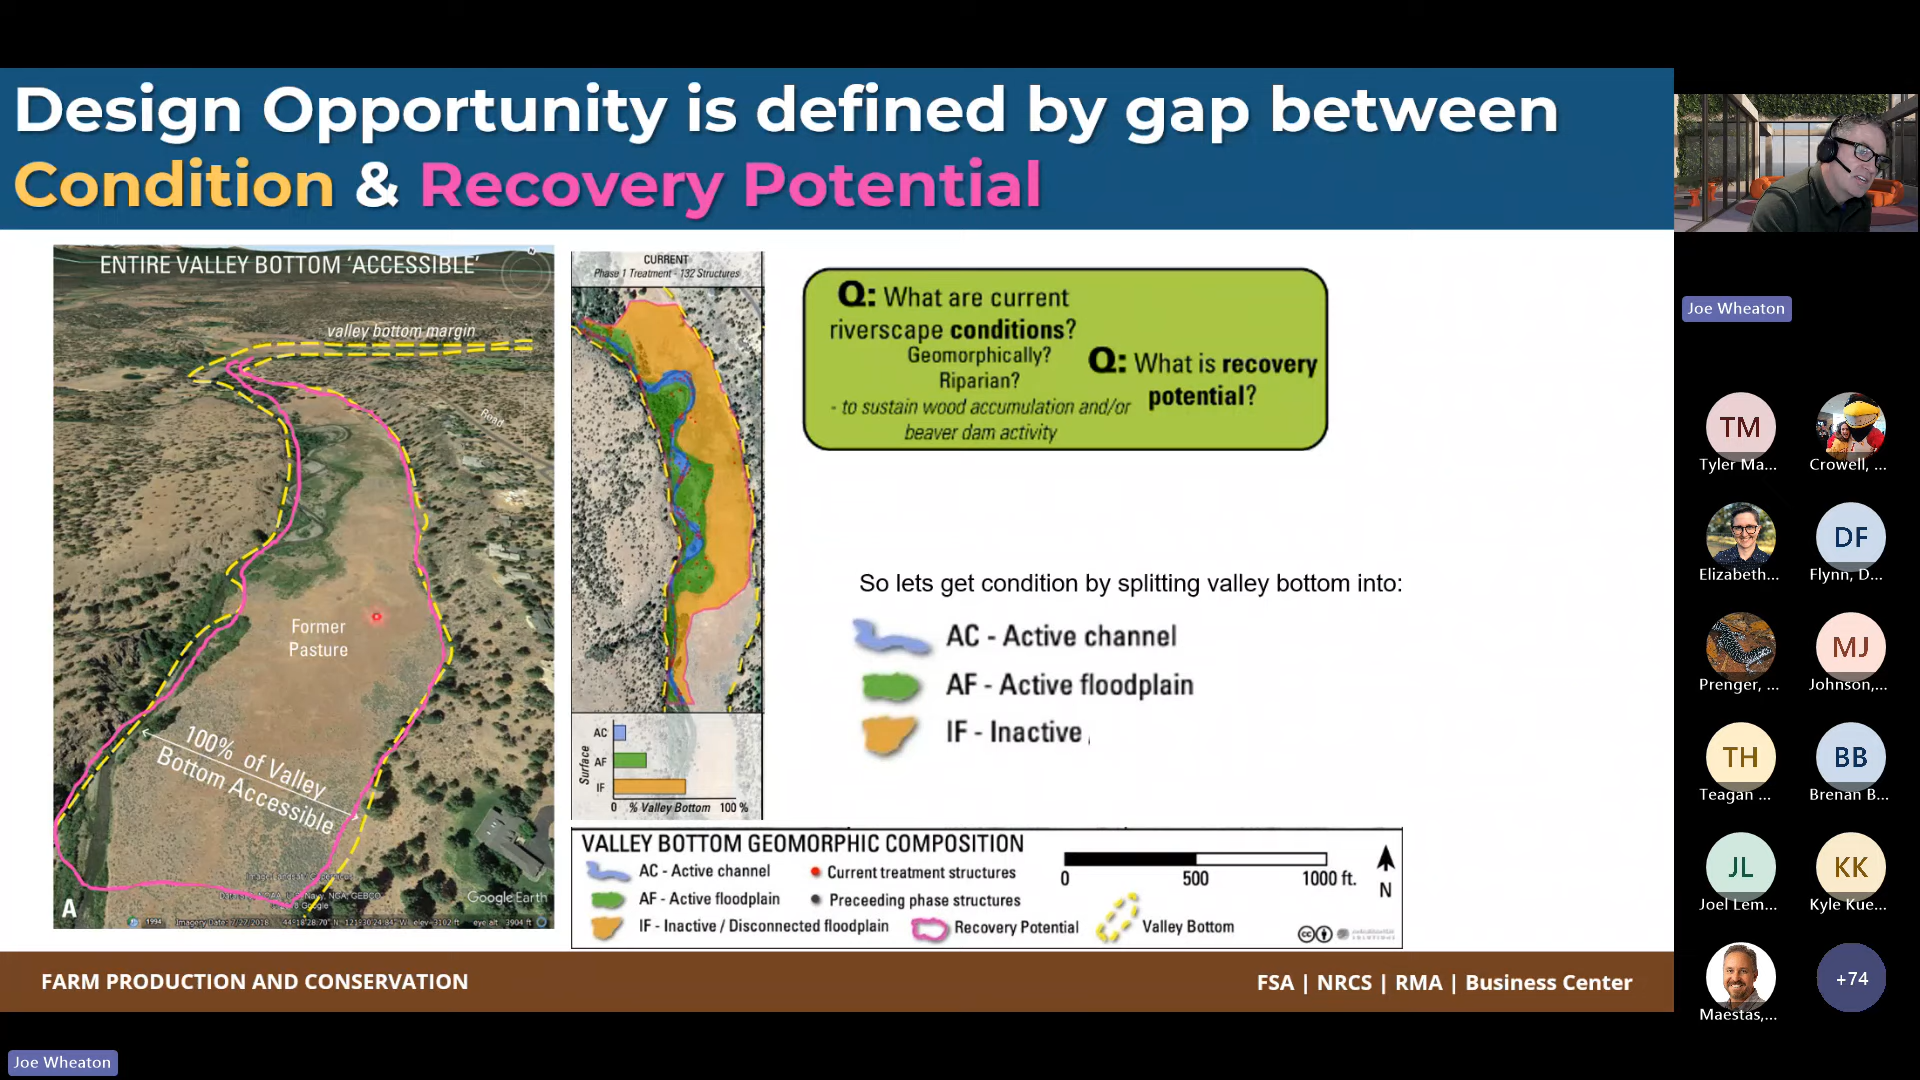 Design Opportunity is defined by gap between
Condition & Recovery Potential
ENTIRE VALLEY BOTTOM ‘ACCESSIBLE’
valley bottom margin
Road
Former
Pasture
100% of Valley
Bottom Accessible
Google Earth
A
1994
CURRENT
Phase 1 Treatment - 132 Structures
AC
AF
IF
Surface
0 % Valley Bottom 100 %
Q: What are current
riverscape conditions?
Geomorphically?
Riparian?
- to sustain wood accumulation and/or
beaver dam activity
Q: What is recovery
potential?
So lets get condition by splitting valley bottom into:
AC - Active channel
AF - Active floodplain
IF - Inactive
VALLEY BOTTOM GEOMORPHIC COMPOSITION
AC - Active channel
AF - Active floodplain
IF - Inactive / Disconnected floodplain
Current treatment structures
Preceeding phase structures
Recovery Potential
Valley Bottom
0 500 1000 ft.
N
FARM PRODUCTION AND CONSERVATION
FSA | NRCS | RMA | Business Center
Joe Wheaton
TM
Tyler Ma...
Crowell, ...
Elizabeth...
DF
Flynn, D...
Prenger, ...
MJ
Johnson,...
TH
Teagan ...
BB
Brenan B...
JL
Joel Lem...
KK
Kyle Kue...
Maestas,...
+74
Joe Wheaton